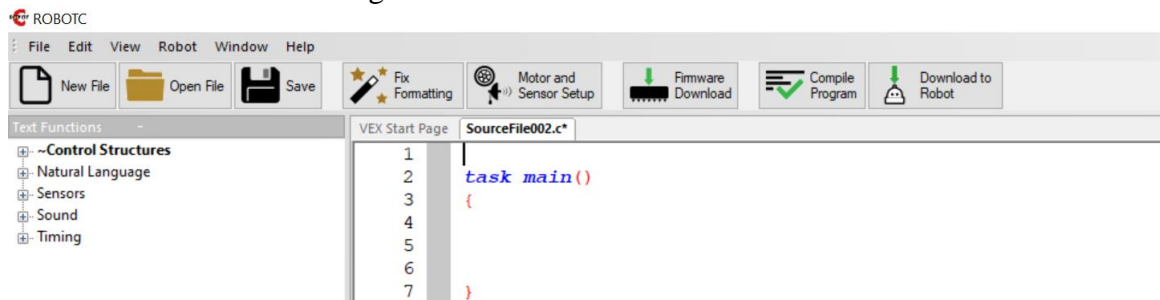 ROBOTC
File Edit View Robot Window Help
New File Open File Save Fix Formatting Motor and Sensor Setup Firmware Download Compile Program Download to Robot
Text Functions -
VEX Start Page SourceFile002.c*
~Control Structures
Natural Language
Sensors
Sound
Timing
1
2 task main()
3 {
4
5
6
7 }